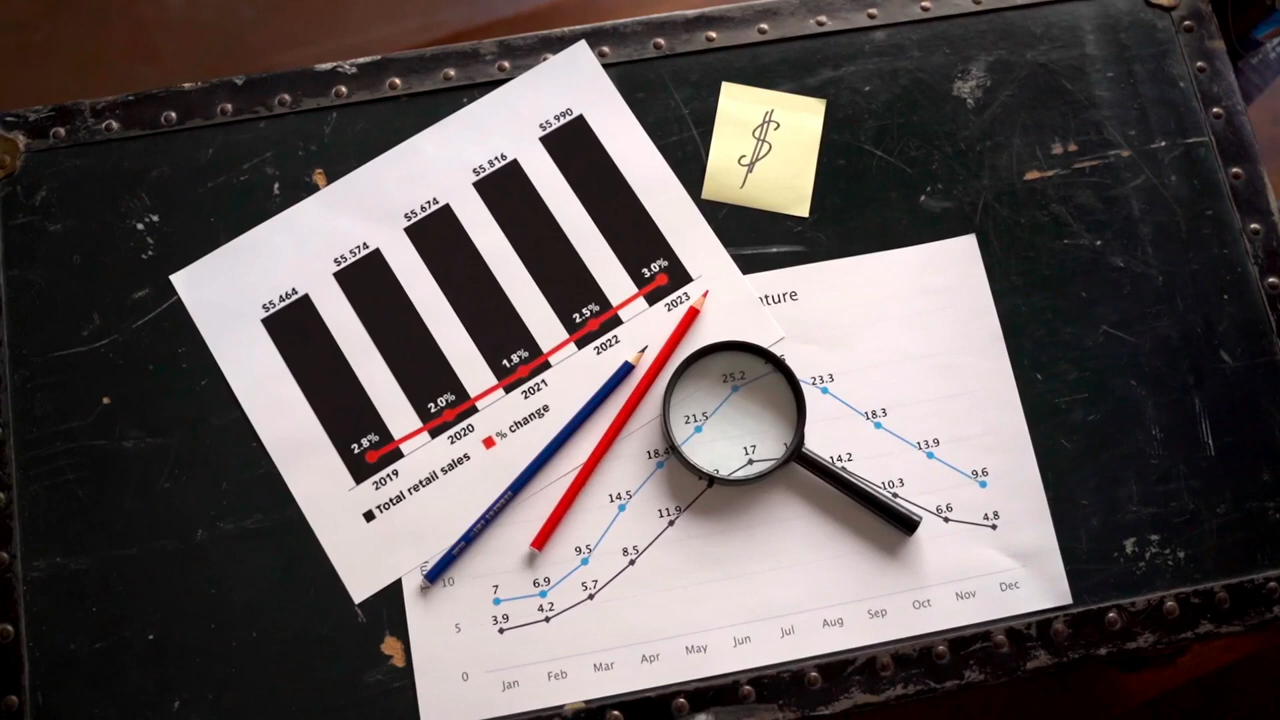 $5.464
$5.574
$5.674
$5.816
$5.990
2.8%
2.0%
1.8%
2.5%
3.0%
2019
2020
2021
2022
2023
Total retail sales
% change
$
7
6.9
9.5
14.5
18.4
21.5
25.2
23.3
18.3
13.9
9.6
3.9
4.2
5.7
8.5
11.9
17
14.2
10.3
6.6
4.8
10
5
0
Jan
Feb
Mar
Apr
May
Jun
Jul
Aug
Sep
Oct
Nov
Dec